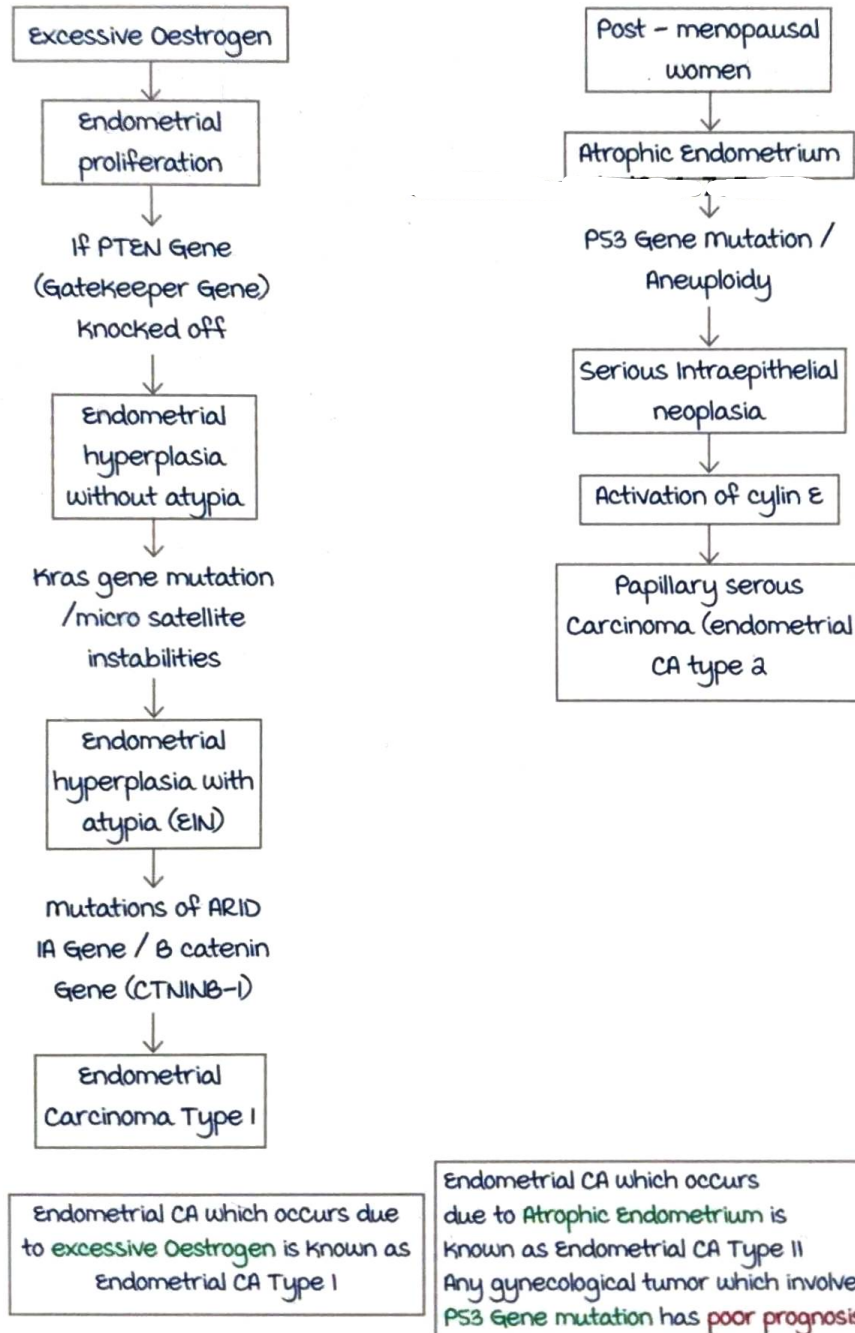 Excessive Oestrogen
Endometrial
proliferation
If PTEN Gene
(Gatekeeper Gene)
Knocked off
Endometrial
hyperplasia
without atypia
Kras gene mutation
/micro satellite
instabilities
Endometrial
hyperplasia with
atypia (EIN)
mutations of ARID
1A Gene / B catenin
Gene (CTNINB-1)
Endometrial
Carcinoma Type 1
Endometrial CA which occurs due
to excessive Oestrogen is known as
Endometrial CA Type 1
Post - menopausal
women
Atrophic Endometrium
P53 Gene mutation /
Aneuploidy
Serious Intraepithelial
neoplasia
Activation of cylin E
Papillary serous
Carcinoma (endometrial
CA type 2
Endometrial CA which occurs
due to Atrophic Endometrium is
known as Endometrial CA Type II
Any gynecological tumor which involve
P53 Gene mutation has poor prognosis